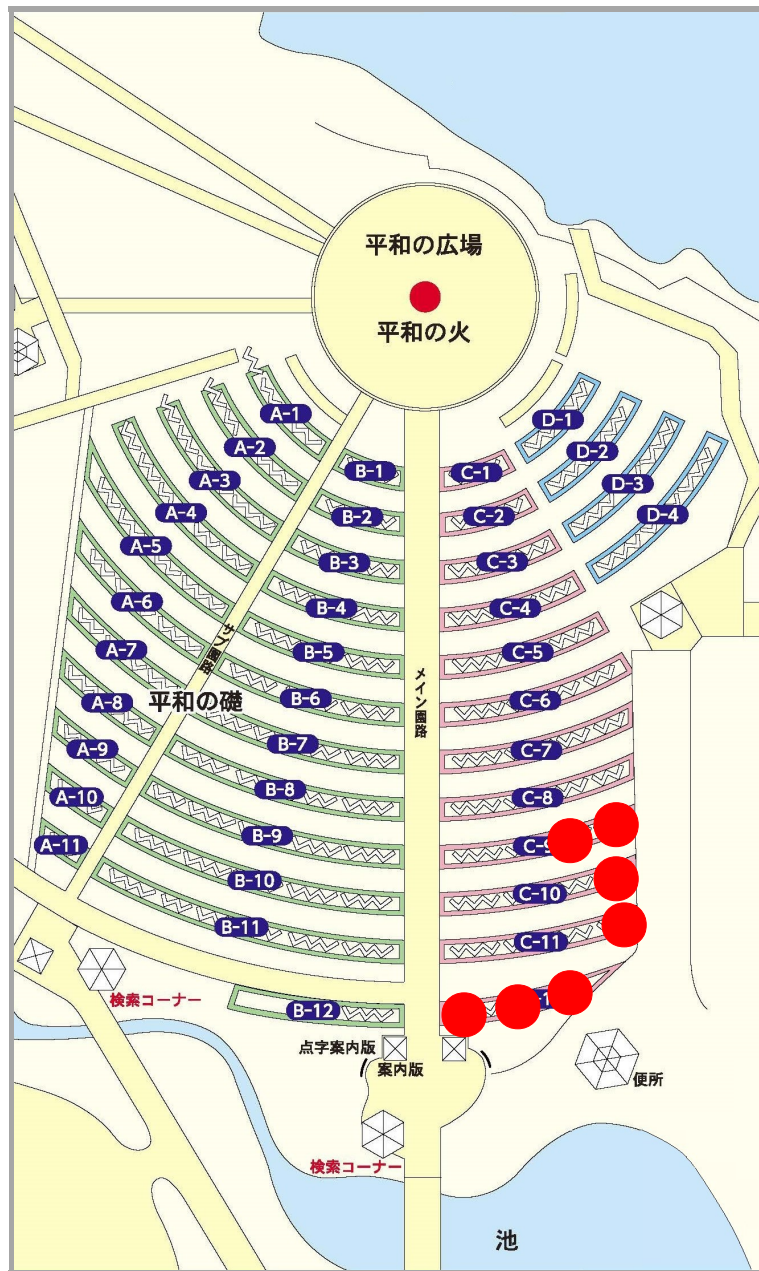 平和の広場
平和の火
A-1
A-2
A-3
A-4
A-5
A-6
A-7
A-8
A-9
A-10
A-11
B-1
B-2
B-3
B-4
B-5
B-6
B-7
B-8
B-9
B-10
B-11
B-12
C-1
C-2
C-3
C-4
C-5
C-6
C-7
C-8
C-10
C-11
D-1
D-2
D-3
D-4
サブ園路
メイン園路
平和の礎
検索コーナー
点字案内版
案内版
便所
検索コーナー
池